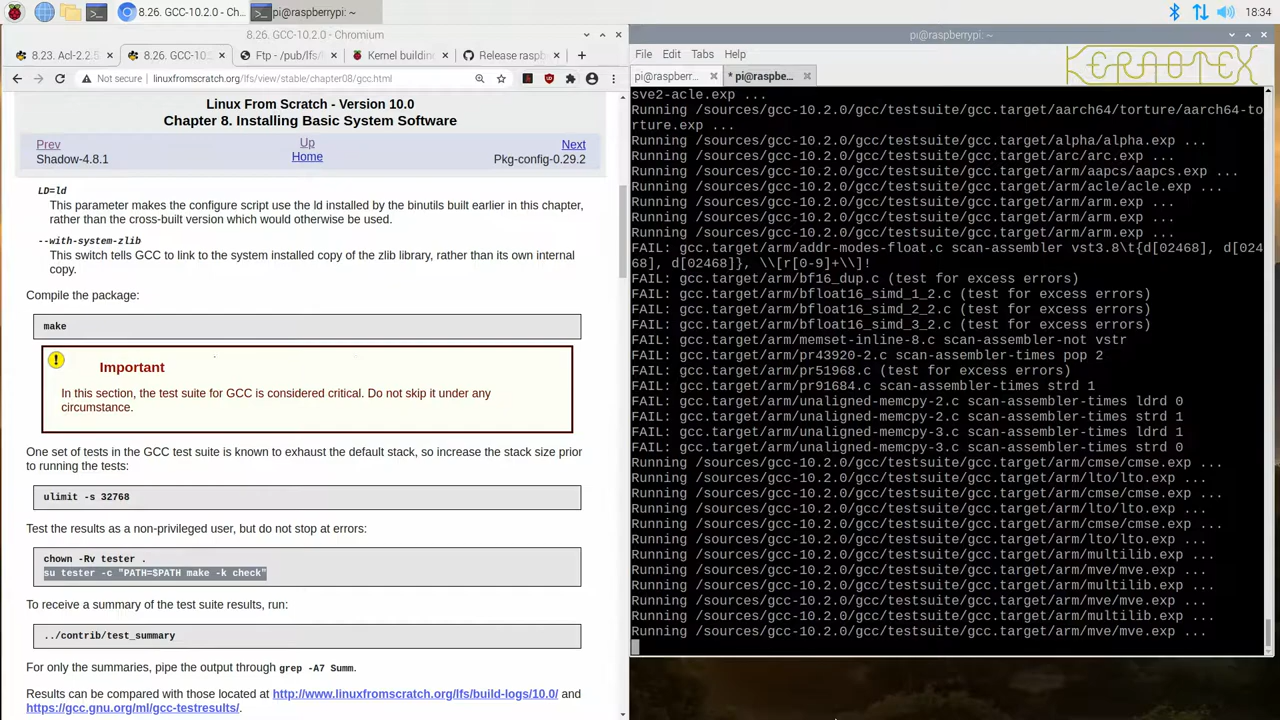 8.26. GCC-10.2.0 - Ch...
pi@raspberrypi: ~
18:34
8.26. GCC-10.2.0 - Chromium
8.23. Acl-2.2.5
8.26. GCC-10.
Ftp - /pub/lfs/
Kernel building
Release raspb
Not secure | linuxfromscratch.org/lfs/view/stable/chapter08/gcc.html
Linux From Scratch - Version 10.0
Chapter 8. Installing Basic System Software
Prev
Up
Next
Shadow-4.8.1
Home
Pkg-config-0.29.2
LD=ld
This parameter makes the configure script use the ld installed by the binutils built earlier in this chapter,
rather than the cross-built version which would otherwise be used.
--with-system-zlib
This switch tells GCC to link to the system installed copy of the zlib library, rather than its own internal
copy.
Compile the package:
make
Important
In this section, the test suite for GCC is considered critical. Do not skip it under any
circumstance.
One set of tests in the GCC test suite is known to exhaust the default stack, so increase the stack size prior
to running the tests:
ulimit -s 32768
Test the results as a non-privileged user, but do not stop at errors:
chown -Rv tester .
su tester -c "PATH=$PATH make -k check"
To receive a summary of the test suite results, run:
../contrib/test_summary
For only the summaries, pipe the output through grep -A7 Summ.
Results can be compared with those located at http://www.linuxfromscratch.org/lfs/build-logs/10.0/ and
https://gcc.gnu.org/ml/gcc-testresults/.
pi@raspberrypi: ~
File Edit Tabs Help
KERNOTEX
pi@raspberr...
* pi@raspbe...
sve2-acle.exp ...
Running /sources/gcc-10.2.0/gcc/testsuite/gcc.target/aarch64/torture/aarch64-to
rture.exp ...
Running /sources/gcc-10.2.0/gcc/testsuite/gcc.target/alpha/alpha.exp ...
Running /sources/gcc-10.2.0/gcc/testsuite/gcc.target/arc/arc.exp ...
Running /sources/gcc-10.2.0/gcc/testsuite/gcc.target/arm/aapcs/aapcs.exp ...
Running /sources/gcc-10.2.0/gcc/testsuite/gcc.target/arm/acle/acle.exp ...
Running /sources/gcc-10.2.0/gcc/testsuite/gcc.target/arm/arm.exp ...
Running /sources/gcc-10.2.0/gcc/testsuite/gcc.target/arm/arm.exp ...
Running /sources/gcc-10.2.0/gcc/testsuite/gcc.target/arm/arm.exp ...
FAIL: gcc.target/arm/addr-modes-float.c scan-assembler vst3.8\t{d[02468], d[024
68], d[02468]}, \\[r[0-9]+\\]!
FAIL: gcc.target/arm/bf16_dup.c (test for excess errors)
FAIL: gcc.target/arm/bfloat16_simd_1_2.c (test for excess errors)
FAIL: gcc.target/arm/bfloat16_simd_2_2.c (test for excess errors)
FAIL: gcc.target/arm/bfloat16_simd_3_2.c (test for excess errors)
FAIL: gcc.target/arm/memset-inline-8.c scan-assembler-not vstr
FAIL: gcc.target/arm/pr43920-2.c scan-assembler-times pop 2
FAIL: gcc.target/arm/pr51968.c (test for excess errors)
FAIL: gcc.target/arm/pr91684.c scan-assembler-times strd 1
FAIL: gcc.target/arm/unaligned-memcpy-2.c scan-assembler-times ldrd 0
FAIL: gcc.target/arm/unaligned-memcpy-2.c scan-assembler-times strd 1
FAIL: gcc.target/arm/unaligned-memcpy-3.c scan-assembler-times ldrd 1
FAIL: gcc.target/arm/unaligned-memcpy-3.c scan-assembler-times strd 0
Running /sources/gcc-10.2.0/gcc/testsuite/gcc.target/arm/cmse/cmse.exp ...
Running /sources/gcc-10.2.0/gcc/testsuite/gcc.target/arm/lto/lto.exp ...
Running /sources/gcc-10.2.0/gcc/testsuite/gcc.target/arm/cmse/cmse.exp ...
Running /sources/gcc-10.2.0/gcc/testsuite/gcc.target/arm/lto/lto.exp ...
Running /sources/gcc-10.2.0/gcc/testsuite/gcc.target/arm/cmse/cmse.exp ...
Running /sources/gcc-10.2.0/gcc/testsuite/gcc.target/arm/lto/lto.exp ...
Running /sources/gcc-10.2.0/gcc/testsuite/gcc.target/arm/multilib.exp ...
Running /sources/gcc-10.2.0/gcc/testsuite/gcc.target/arm/mve/mve.exp ...
Running /sources/gcc-10.2.0/gcc/testsuite/gcc.target/arm/multilib.exp ...
Running /sources/gcc-10.2.0/gcc/testsuite/gcc.target/arm/mve/mve.exp ...
Running /sources/gcc-10.2.0/gcc/testsuite/gcc.target/arm/multilib.exp ...
Running /sources/gcc-10.2.0/gcc/testsuite/gcc.target/arm/mve/mve.exp ...